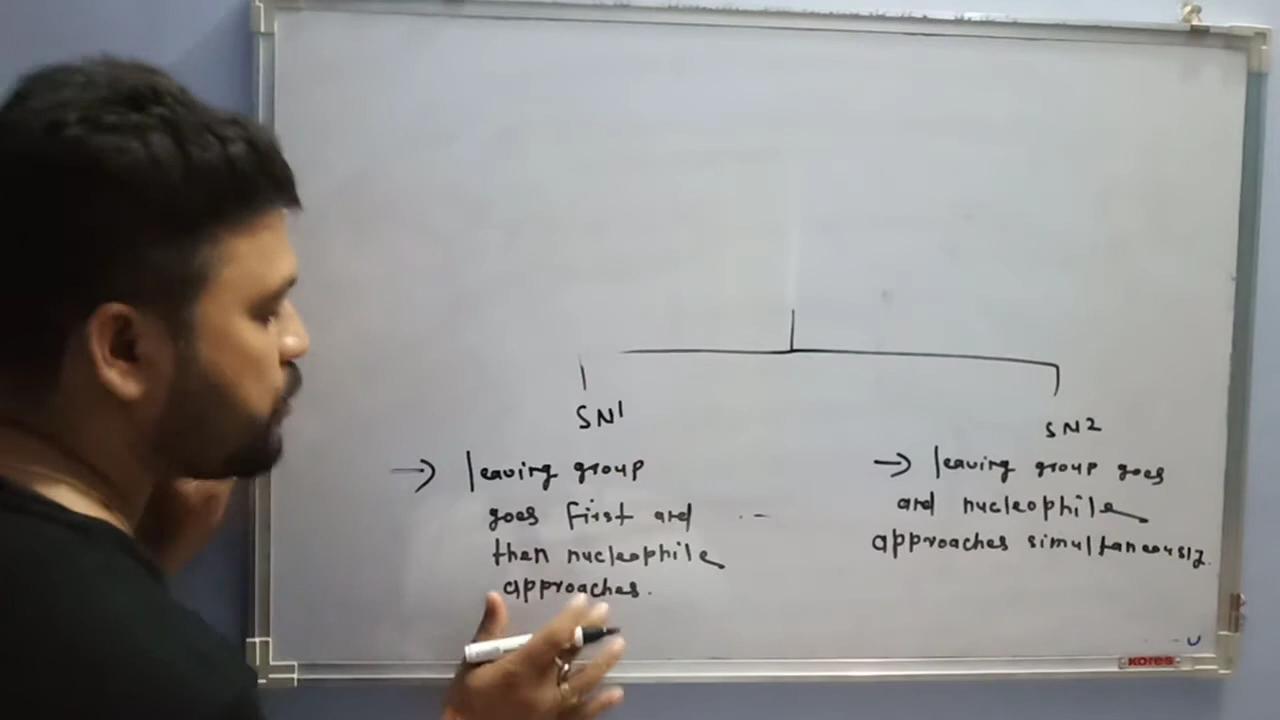 SN1
→ leaving group
goes first and
then nucleophile
approaches.
SN2
→ leaving group goes
and nucleophile
approaches simultaneously.
KORES